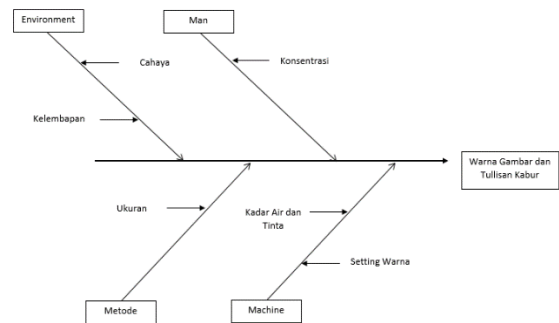 Environment
Man
Cahaya
Konsentrasi
Kelembapan
Warna Gambar dan
Tullisan Kabur
Ukuran
Kadar Air dan
Tinta
Setting Warna
Metode
Machine